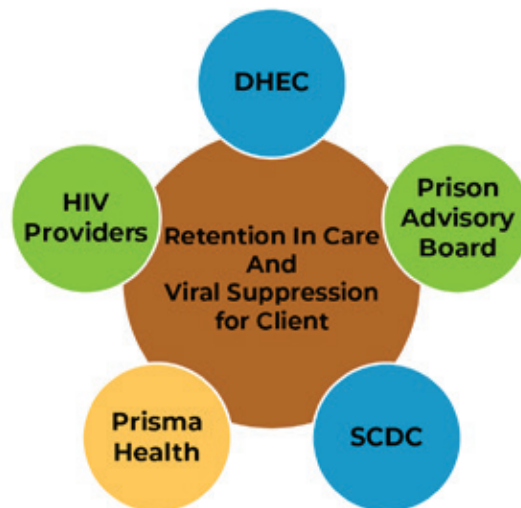 DHEC
HIV
Providers
Prison
Advisory
Board
Retention In Care
And
Viral Suppression
for Client
Prisma
Health
SCDC